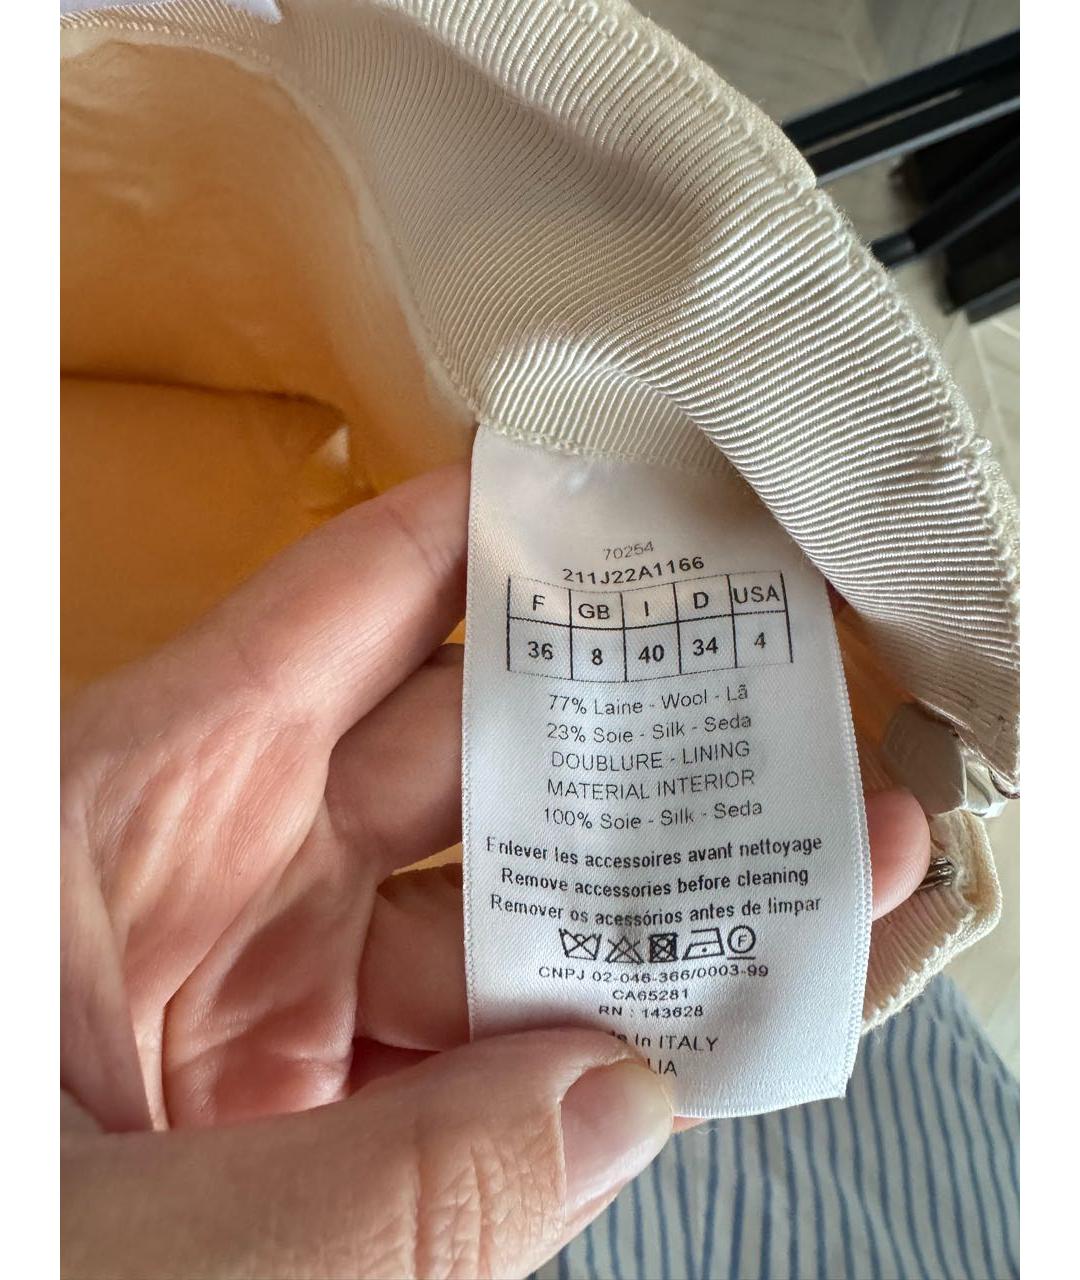 70254
211J22A1166
F GB I D USA
36 8 40 34 4
77% Laine - Wool - Lã
23% Soie - Silk - Seda
DOUBLURE - LINING
MATERIAL INTERIOR
100% Soie - Silk - Seda
Enlever les accessoires avant nettoyage
Remove accessories before cleaning
Remover os acessórios antes de limpar
F
CNPJ 02-046-366/0003-99
CA65281
RN : 143628
In ITALY